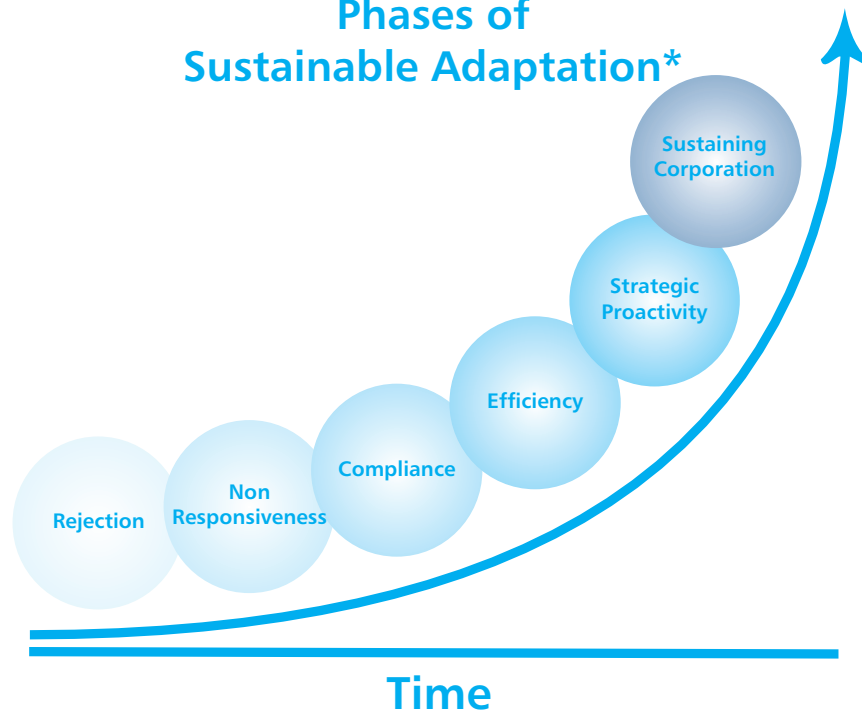 Phases of
Sustainable Adaptation*
Sustaining
Corporation
Strategic
Proactivity
Efficiency
Compliance
Non
Responsiveness
Rejection
Time